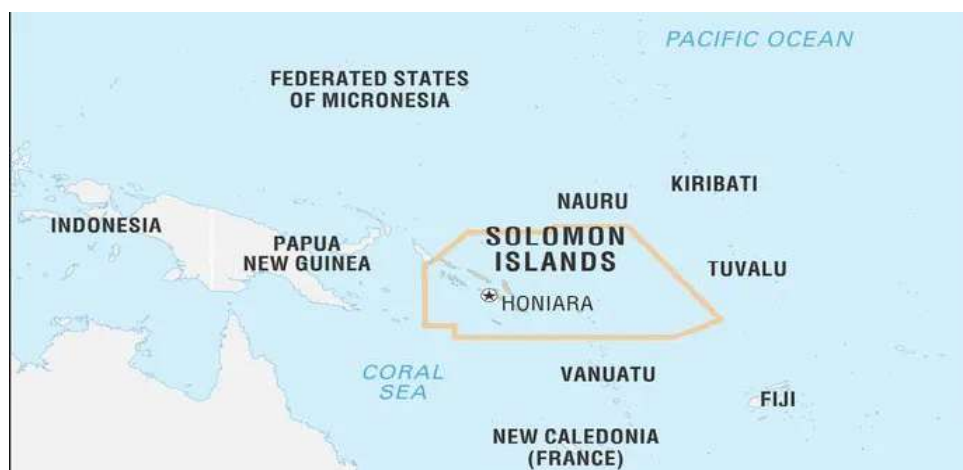 PACIFIC OCEAN
FEDERATED STATES
OF MICRONESIA
KIRIBATI
NAURU
INDONESIA
PAPUA
NEW GUINEA
SOLOMON
ISLANDS
TUVALU
HONIARA
CORAL
SEA
VANUATU
FIJI
NEW CALEDONIA
(FRANCE)